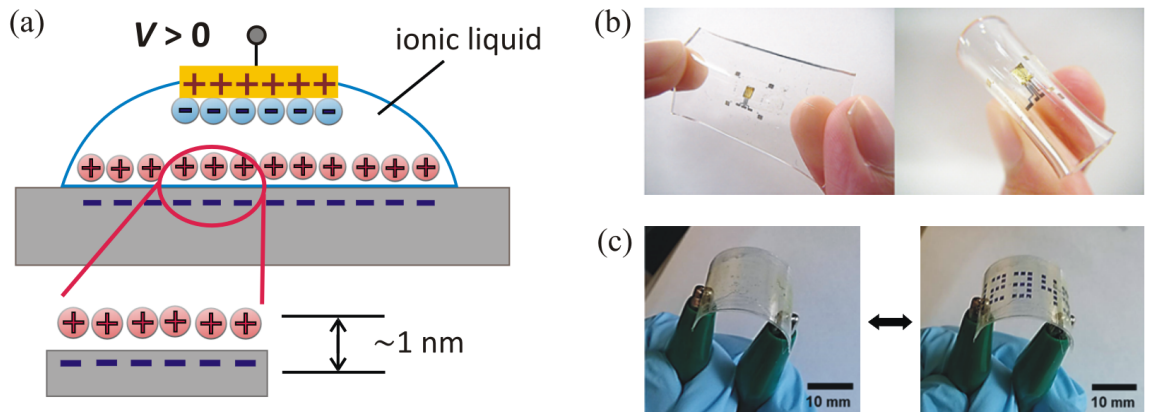 (a)
V > 0
ionic liquid
+ + + + + +
- - - - - -
+ + + + + + + + + + + +
+ + + + + +
~1 nm
(b)
(c)
10 mm
10 mm